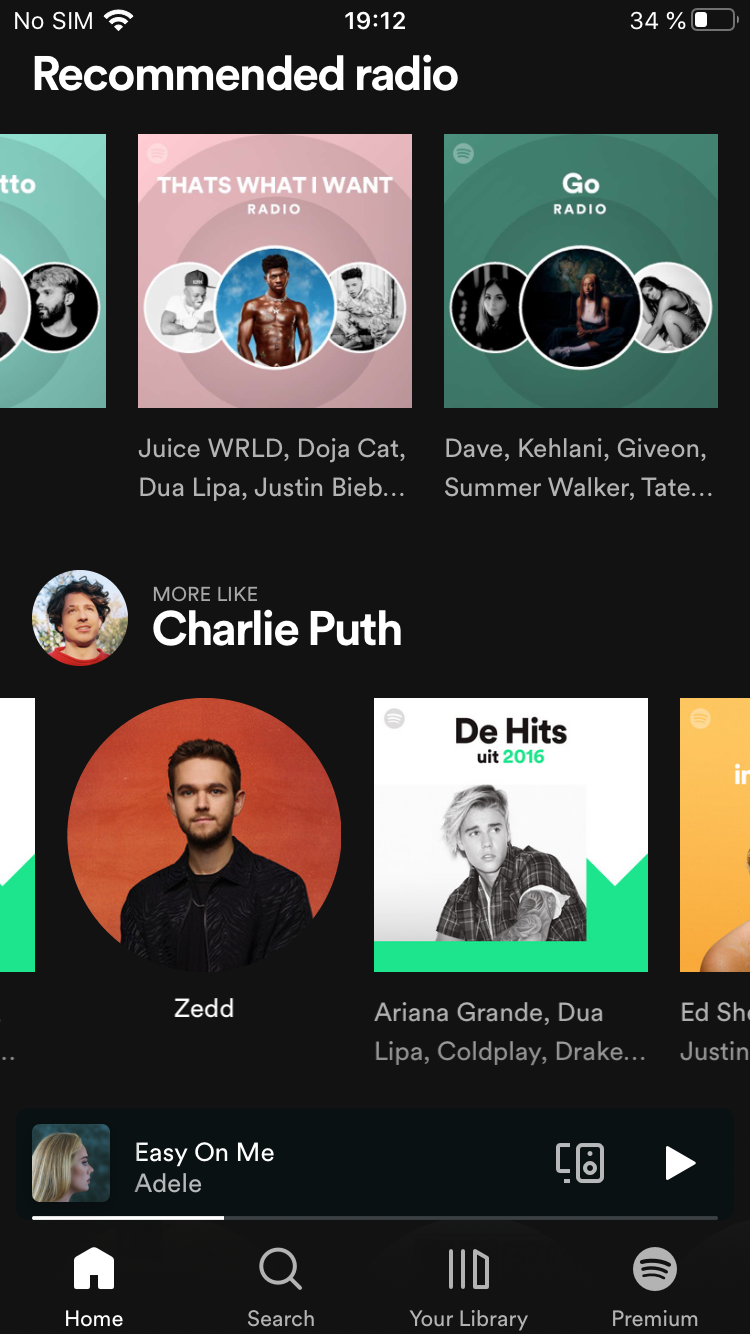 No SIM 19:12 34 %
Recommended radio
tto
THATS WHAT I WANT
RADIO
Go
RADIO
Juice WRLD, Doja Cat,
Dua Lipa, Justin Bieb...
Dave, Kehlani, Giveon,
Summer Walker, Tate...
MORE LIKE
Charlie Puth
De Hits
uit 2016
in
Zedd
Ariana Grande, Dua
Lipa, Coldplay, Drake...
Ed She
Justin
Easy On Me
Adele
Home Search Your Library Premium